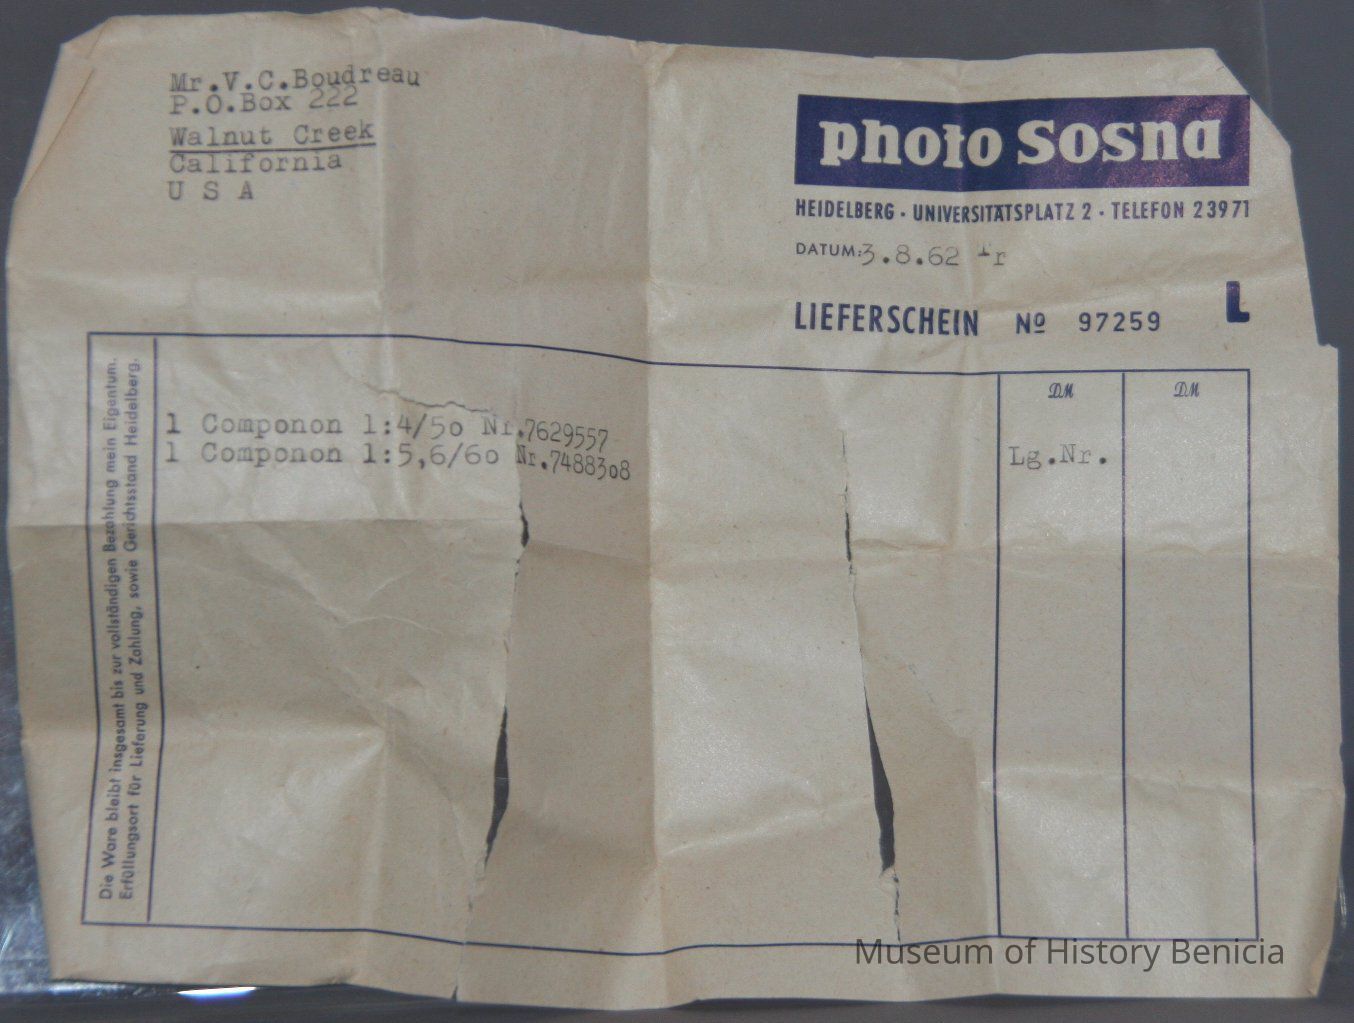 Mr.V.C.Boudreau
P.O.Box 222
Walnut Creek
California
U S A
photo Sosna
HEIDELBERG · UNIVERSITÄTSPLATZ 2 · TELEFON 23971
DATUM: 3.8.62
LIEFERSCHEIN Nº 97259
L
DM DM
1 Componon 1:4/50 Nr.7629557
1 Componon 1:5,6/60 Nr.7488308
Lg.Nr.
Die Ware bleibt insgesamt bis zur vollständigen Bezahlung mein Eigentum.
Erfüllungsort für Lieferung und Zahlung, sowie Gerichtsstand Heidelberg.
Museum of History Benicia